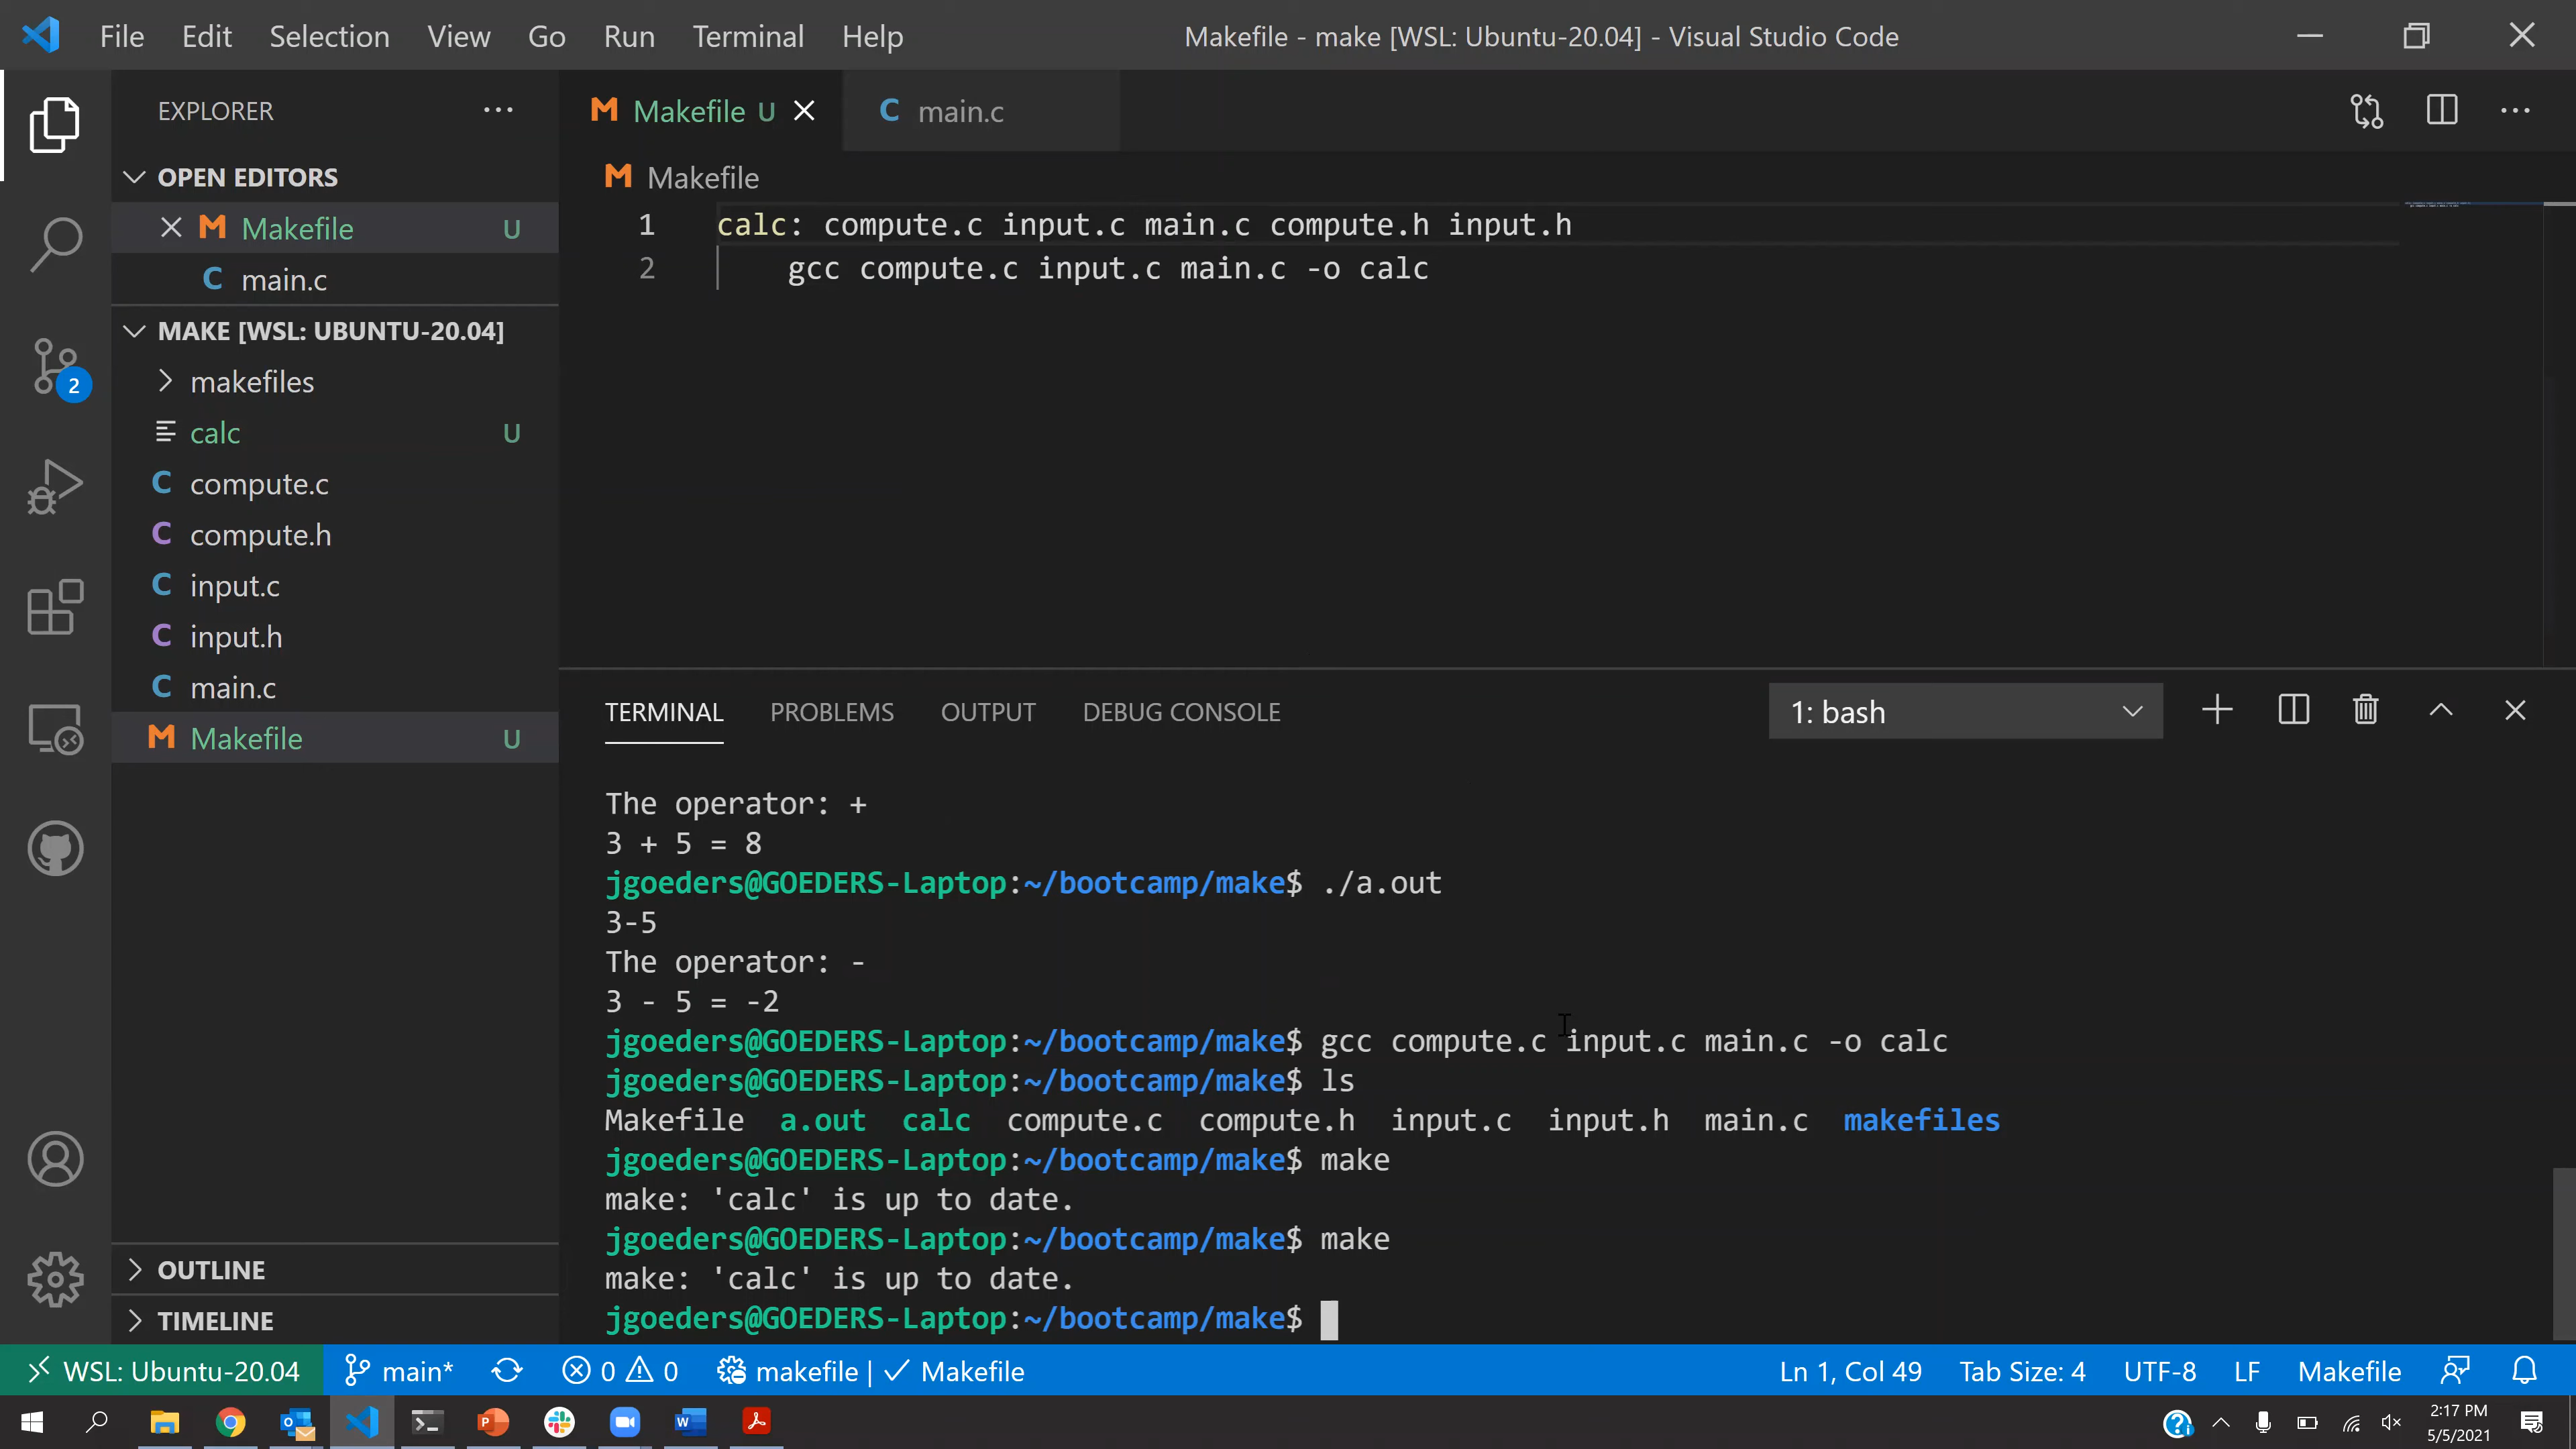 File Edit Selection View Go Run Terminal Help Makefile - make [WSL: Ubuntu-20.04] - Visual Studio Code
EXPLORER
OPEN EDITORS
Makefile U
main.c
MAKE [WSL: UBUNTU-20.04]
makefiles
calc U
compute.c
compute.h
input.c
input.h
main.c
Makefile U
OUTLINE
TIMELINE
2
Makefile U main.c
Makefile
1 calc: compute.c input.c main.c compute.h input.h
2 gcc compute.c input.c main.c -o calc
TERMINAL PROBLEMS OUTPUT DEBUG CONSOLE 1: bash
The operator: +
3 + 5 = 8
jgoeders@GOEDERS-Laptop:~/bootcamp/make$ ./a.out
3-5
The operator: -
3 - 5 = -2
jgoeders@GOEDERS-Laptop:~/bootcamp/make$ gcc compute.c input.c main.c -o calc
jgoeders@GOEDERS-Laptop:~/bootcamp/make$ ls
Makefile a.out calc compute.c compute.h input.c input.h main.c makefiles
jgoeders@GOEDERS-Laptop:~/bootcamp/make$ make
make: 'calc' is up to date.
jgoeders@GOEDERS-Laptop:~/bootcamp/make$ make
make: 'calc' is up to date.
jgoeders@GOEDERS-Laptop:~/bootcamp/make$
WSL: Ubuntu-20.04 main* 0 0 makefile | ✓ Makefile Ln 1, Col 49 Tab Size: 4 UTF-8 LF Makefile
2:17 PM
5/5/2021